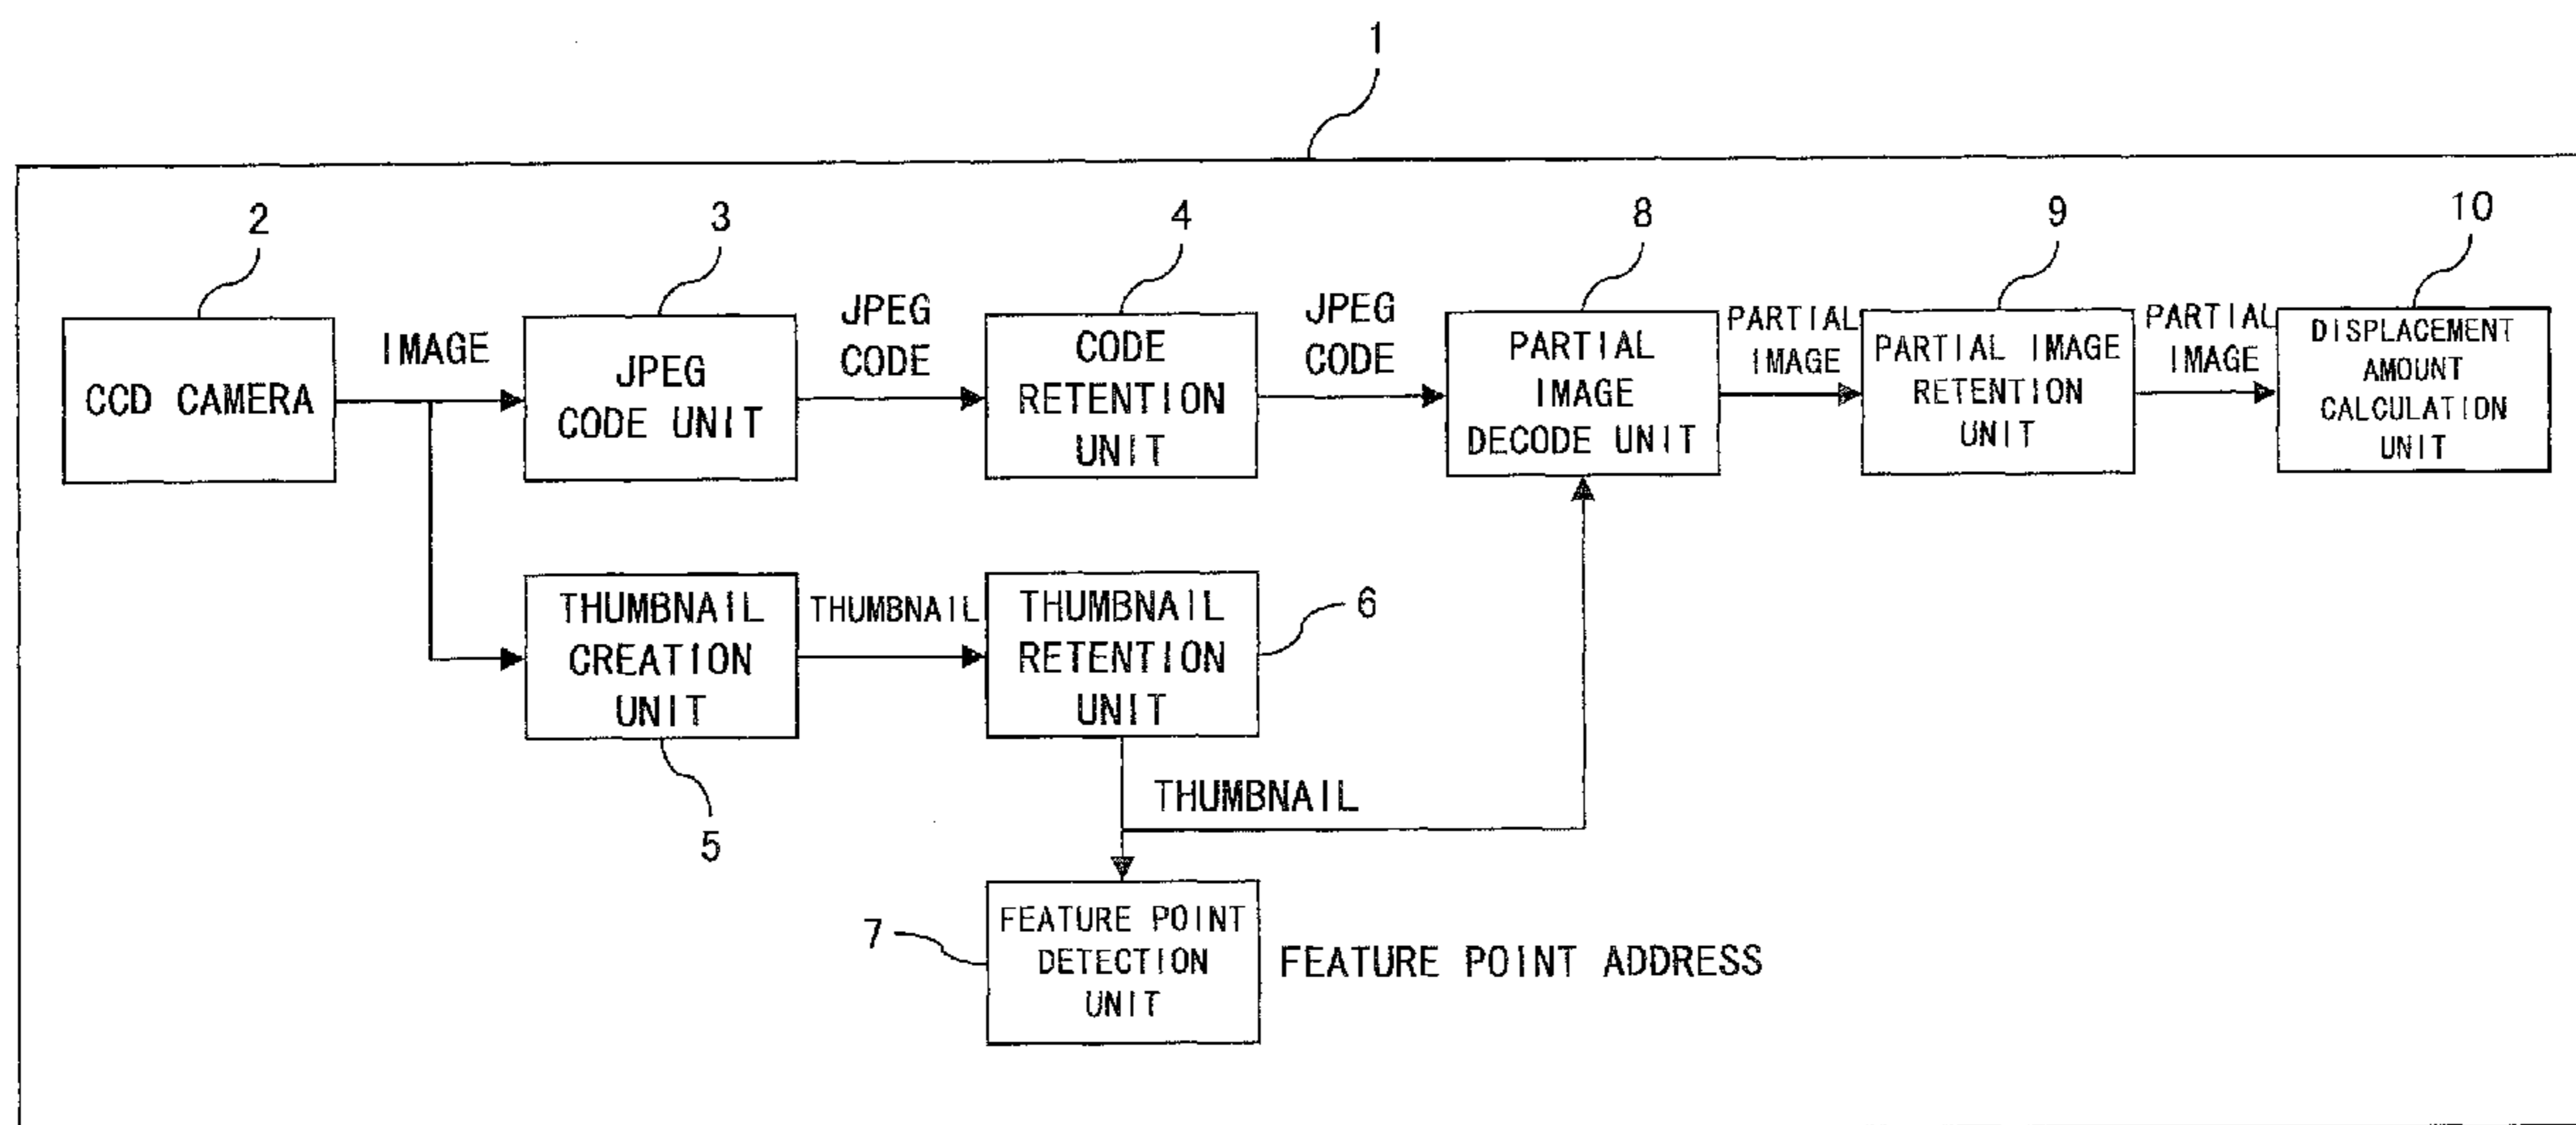 1
2
3
4
8
9
10
CCD CAMERA
IMAGE
JPEG
CODE UNIT
JPEG
CODE
CODE
RETENTION
UNIT
JPEG
CODE
PARTIAL
IMAGE
DECODE UNIT
PARTIAL
IMAGE
PARTIAL IMAGE
RETENTION
UNIT
PARTIAL
IMAGE
DISPLACEMENT
AMOUNT
CALCULATION
UNIT
THUMBNAIL
CREATION
UNIT
THUMBNAIL
THUMBNAIL
RETENTION
UNIT
6
5
THUMBNAIL
7
FEATURE POINT
DETECTION
UNIT
FEATURE POINT ADDRESS